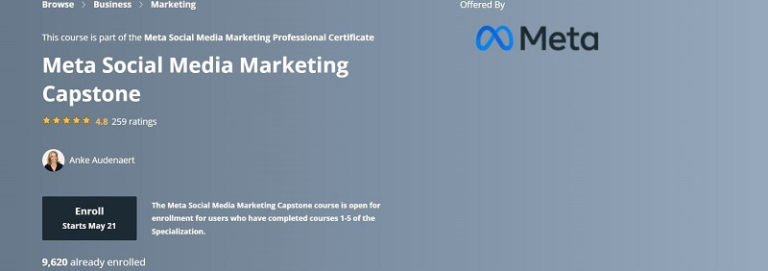 Browse > Business > Marketing
Offered By
Meta
This course is part of the Meta Social Media Marketing Professional Certificate
Meta Social Media Marketing
Capstone
4.8 259 ratings
Anke Audenaert
Enroll
Starts May 21
The Meta Social Media Marketing Capstone course is open for
enrollment for users who have completed courses 1-5 of the
Specialization.
9,620 already enrolled